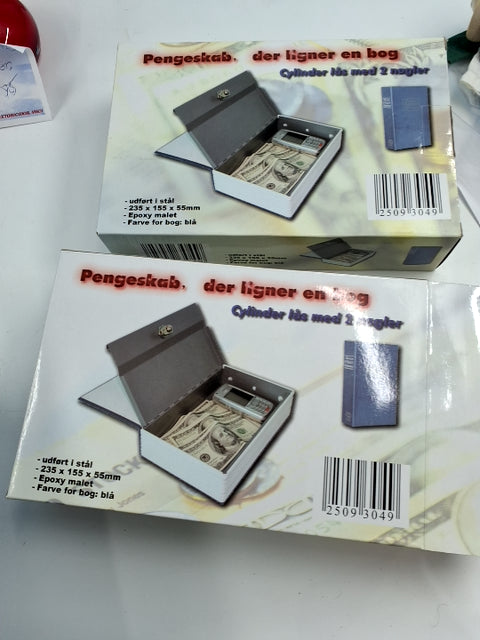 Pengeskab. der ligner en bog
Cylinder lås med 2 nøgler
- udført i stål
- 235 x 155 x 55mm
- Epoxy malet
- Farve for bog: blå
2509 3049
Pengeskab. der ligner en bog
Cylinder lås med 2 nøgler
- udført i stål
- 235 x 155 x 55mm
- Epoxy malet
- Farve for bog: blå
2509 3049